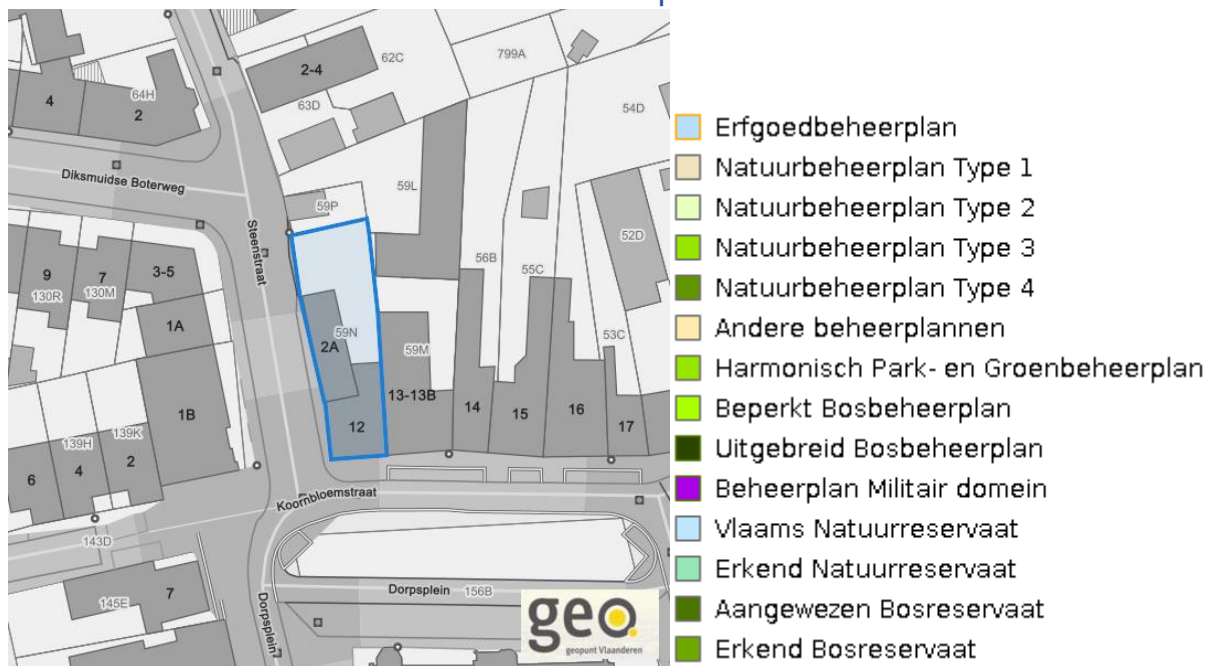 2-4
62C
799A
4
64H
2
63D
54D
Diksmuidse Boterweg
59L
59P
Steenstraat
52D
9
7
3-5
56B
55C
130R
130M
1A
59N
2A
59M
53C
13-13B
1B
14
15
16
17
12
139H
139K
6
4
2
Koornbloemstraat
143D
Dorpsplein
156B
145E
7
Dorpsplein
geo.
geopunt Vlaanderen
Erfgoedbeheerplan
Natuurbeheerplan Type 1
Natuurbeheerplan Type 2
Natuurbeheerplan Type 3
Natuurbeheerplan Type 4
Andere beheerplannen
Harmonisch Park- en Groenbeheerplan
Beperkt Bosbeheerplan
Uitgebreid Bosbeheerplan
Beheerplan Militair domein
Vlaams Natuurreservaat
Erkend Natuurreservaat
Aangewezen Bosreservaat
Erkend Bosreservaat